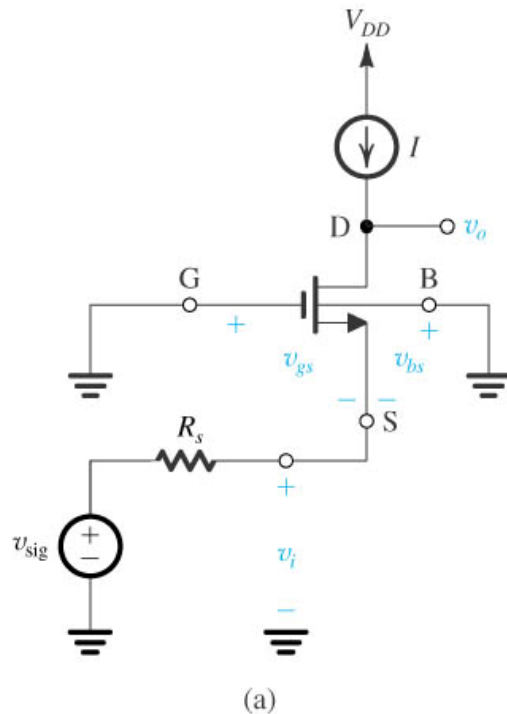 V_DD
I
D
v_o
G B
+ +
v_gs v_bs
− −
S
R_s
+
v_sig + −
v_i
−
(a)